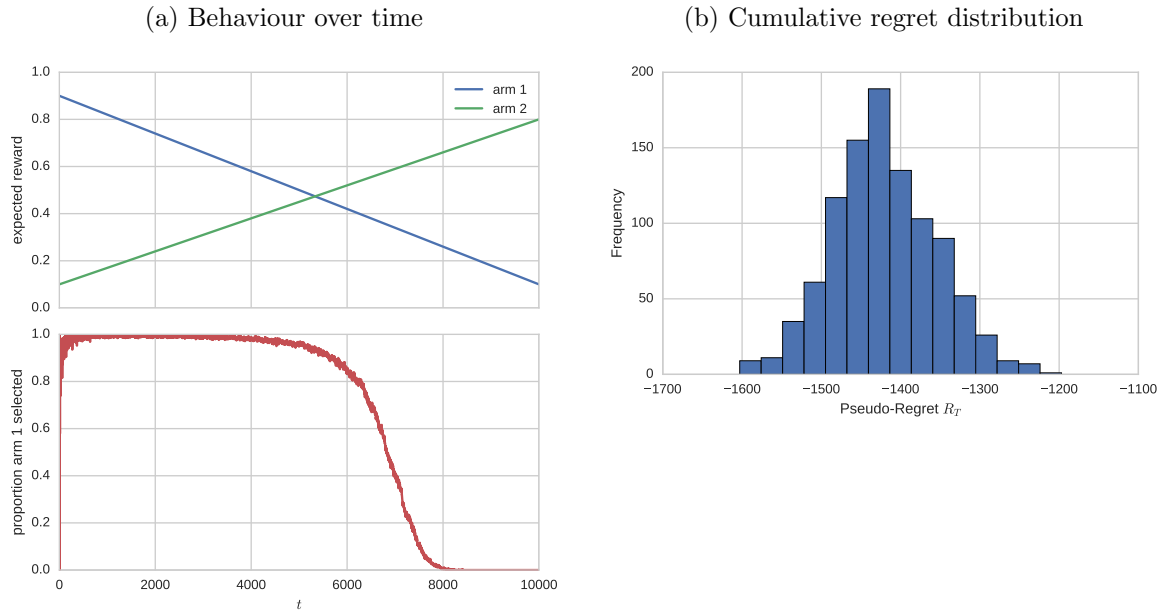 (a) Behaviour over time
1.0
0.8
0.6
0.4
0.2
0.0
expected reward
arm 1
arm 2
1.0
0.8
0.6
0.4
0.2
0.0
proportion arm 1 selected
0 2000 4000 6000 8000 10000
t
(b) Cumulative regret distribution
200
150
100
50
0
Frequency
−1700 −1600 −1500 −1400 −1300 −1200 −1100
Pseudo-Regret R_T